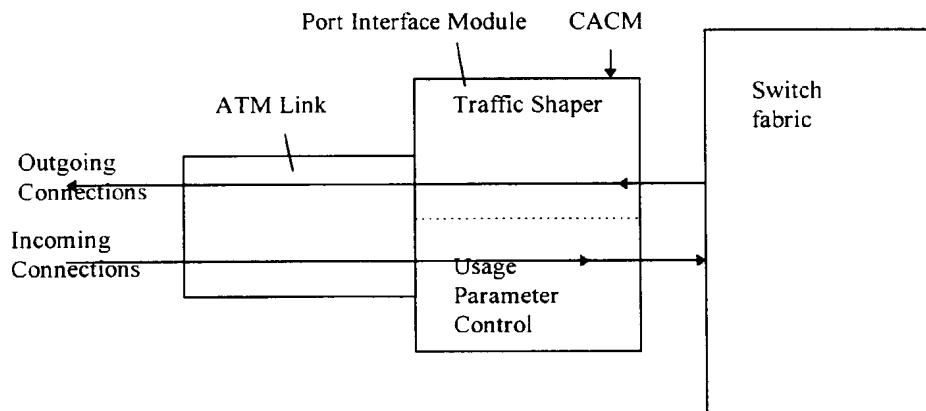 Port Interface Module
CACM
ATM Link
Traffic Shaper
Switch
fabric
Outgoing
Connections
Incoming
Connections
Usage
Parameter
Control